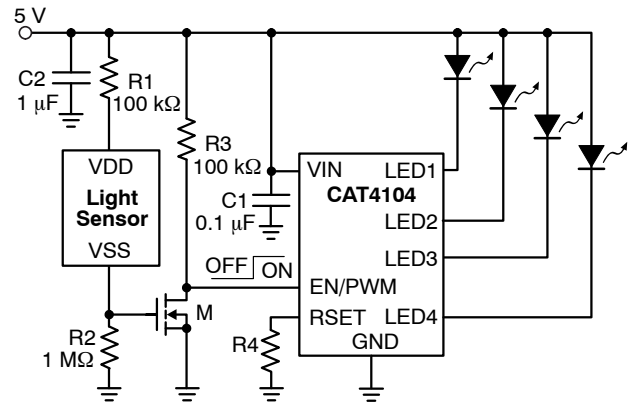 5 V
C2
1 μF
R1
100 kΩ
R3
100 kΩ
VDD
Light
Sensor
VSS
C1
0.1 μF
VIN
LED1
CAT4104
LED2
LED3
OFF
ON
EN/PWM
RSET
LED4
GND
M
R2
1 MΩ
R4